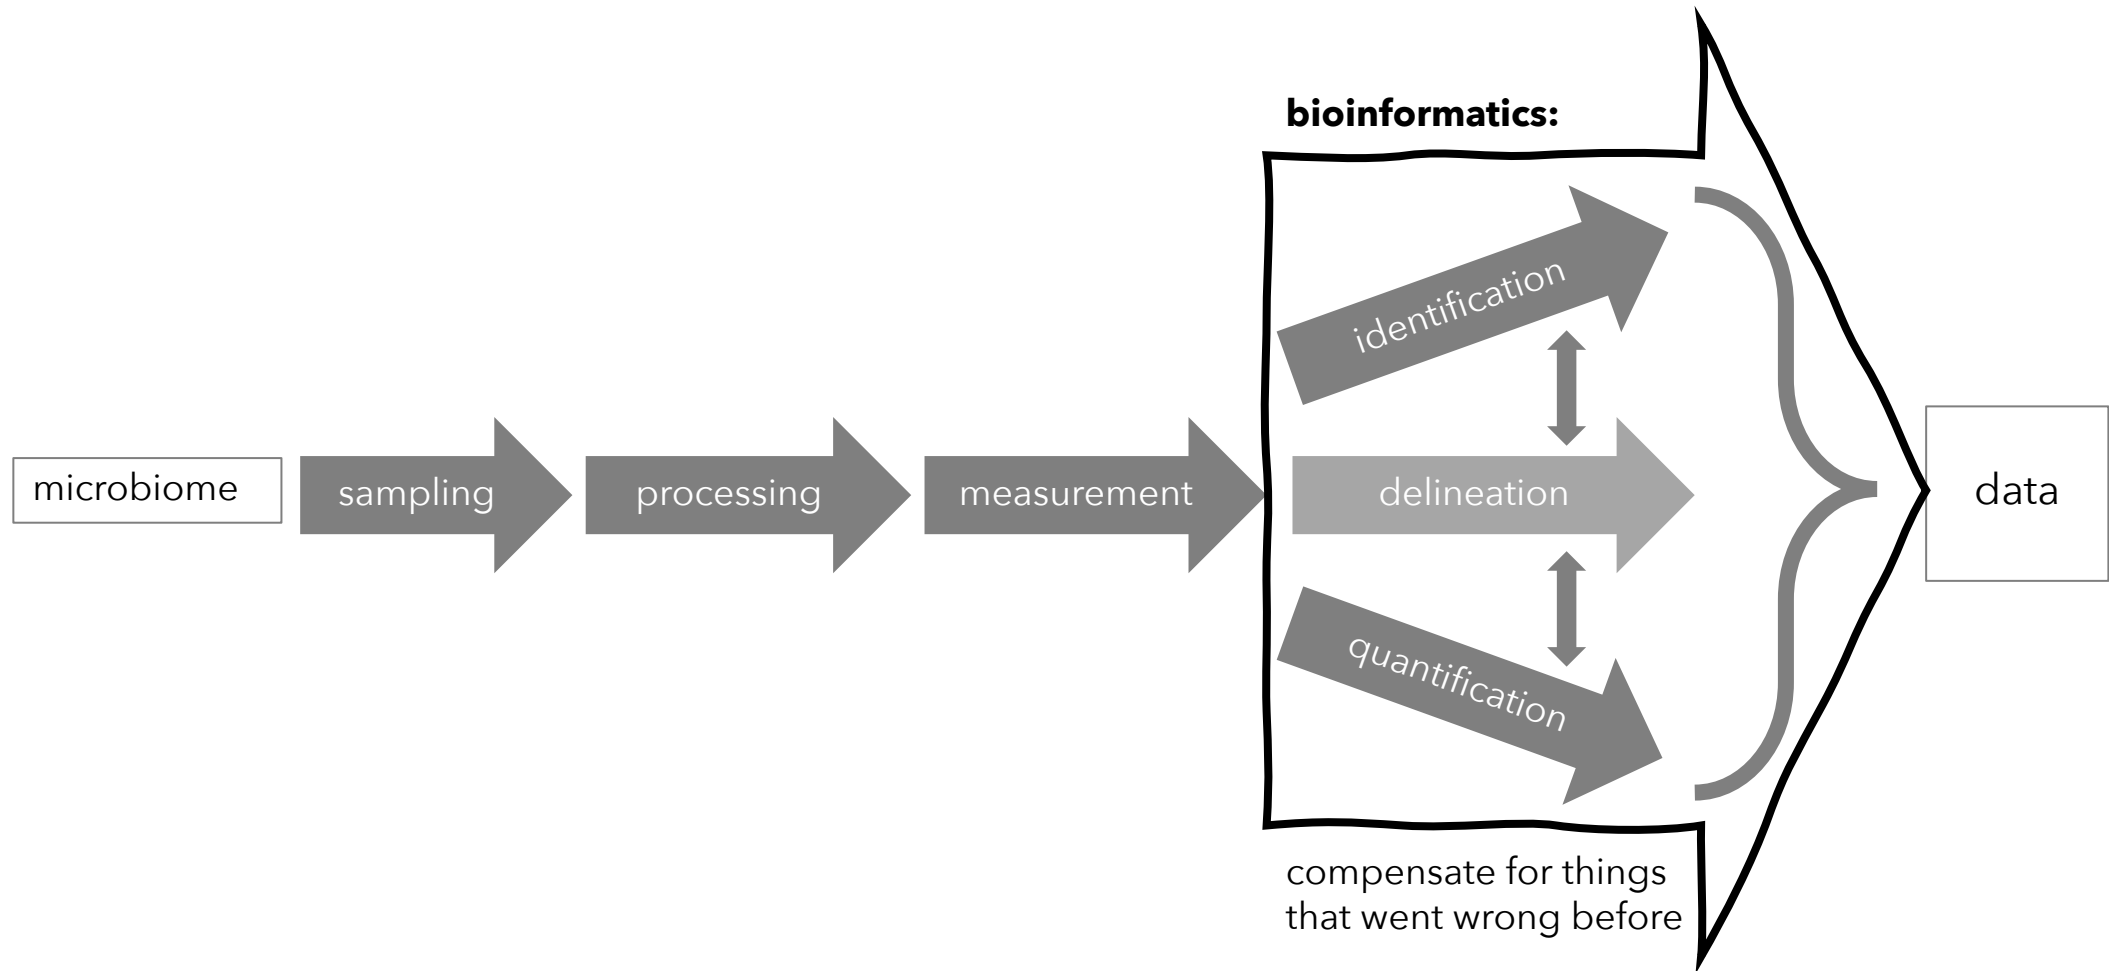 bioinformatics:
identification
microbiome
sampling
processing
measurement
delineation
data
quantification
compensate for things
that went wrong before